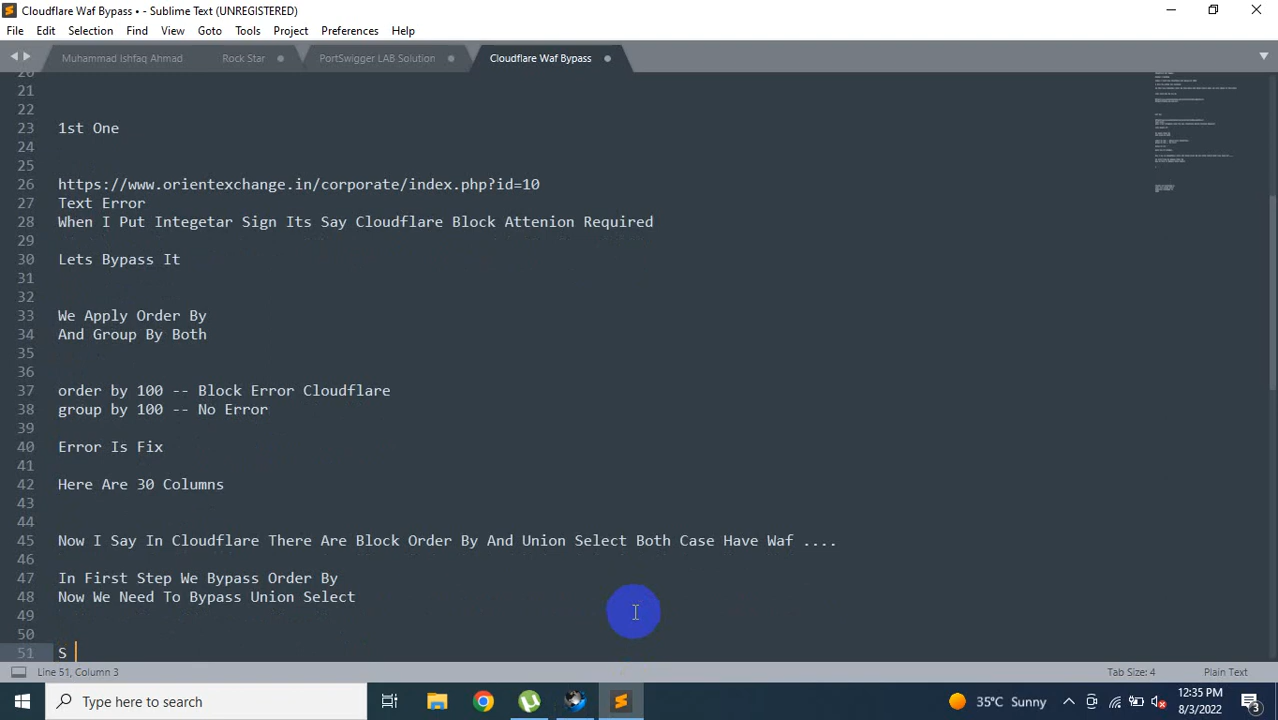 Cloudflare Waf Bypass • - Sublime Text (UNREGISTERED)
File Edit Selection Find View Goto Tools Project Preferences Help
Muhammad Ishfaq Ahmad Rock Star PortSwigger LAB Solution Cloudflare Waf Bypass
20
21
22
23 1st One
24
25
26 https://www.orientexchange.in/corporate/index.php?id=10
27 Text Error
28 When I Put Integetar Sign Its Say Cloudflare Block Attenion Required
29
30 Lets Bypass It
31
32
33 We Apply Order By
34 And Group By Both
35
36
37 order by 100 -- Block Error Cloudflare
38 group by 100 -- No Error
39
40 Error Is Fix
41
42 Here Are 30 Columns
43
44
45 Now I Say In Cloudflare There Are Block Order By And Union Select Both Case Have Waf ....
46
47 In First Step We Bypass Order By
48 Now We Need To Bypass Union Select
49
50
51 S
Line 51, Column 3 Tab Size: 4 Plain Text
Type here to search 35°C Sunny 12:35 PM
8/3/2022 3